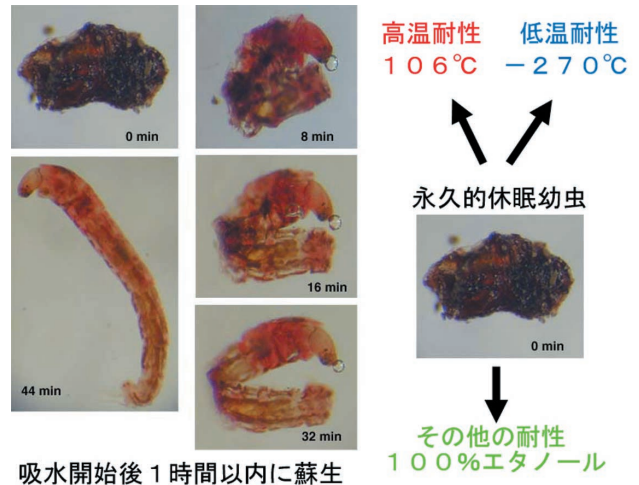 0 min
8 min
16 min
32 min
44 min
吸水開始後１時間以内に蘇生
高温耐性
１０６℃
低温耐性
－２７０℃
永久的休眠幼虫
0 min
その他の耐性
１００%エタノール